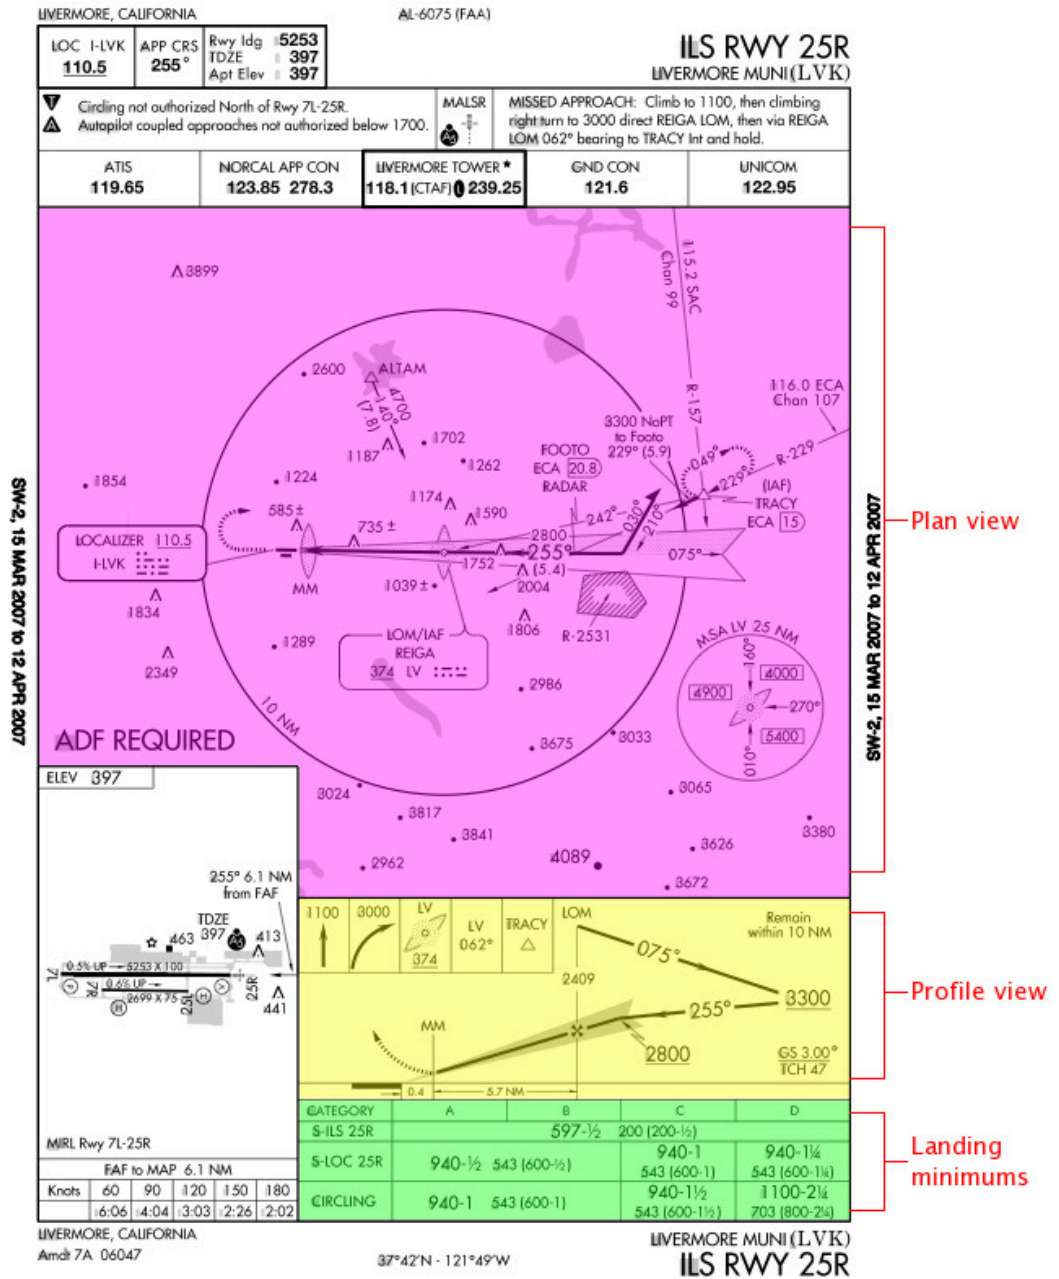 LIVERMORE, CALIFORNIA
AL-6075 (FAA)
LOC I-LVK
110.5
APP CRS
255°
Rwy ldg 5253
TDZE 397
Apt Elev 397
ILS RWY 25R
LIVERMORE MUNI (LVK)
T
A
Circling not authorized North of Rwy 7L-25R.
Autopilot coupled approaches not authorized below 1700.
MALSR
A5
MISSED APPROACH: Climb to 1100, then climbing
right turn to 3000 direct REIGA LOM, then via REIGA
LOM 062° bearing to TRACY Int and hold.
ATIS
119.65
NORCAL APP CON
123.85 278.3
LIVERMORE TOWER★
118.1 (CTAF) L 239.25
GND CON
121.6
UNICOM
122.95
3899
115.2 SAC
Chan 99
R-157
116.0 ECA
Chan 107
R-229
2600
ALTAM
4700
140°
(7.8)
1702
1187
1262
1224
1854
1174
1590
585±
735±
FOOTO
ECA 20.8
RADAR
3300 NoPT
to Footo
229° (5.9)
049°
229°
(IAF)
TRACY
ECA 15
242°
030°
210°
2800
255°
(5.4)
1752
075°
LOCALIZER 110.5
I-LVK
MM
1039±
2004
1834
1806
R-2531
1289
LOM/IAF
REIGA
374 LV
2349
2986
MSA LV 25 NM
160°
4000
4900
270°
5400
010°
10 NM
3675
3033
ADF REQUIRED
3024
3817
3841
3065
3380
3626
2962
4089
3672
Plan view
SW-2, 15 MAR 2007 to 12 APR 2007
SW-2, 15 MAR 2007 to 12 APR 2007
ELEV 397
255° 6.1 NM
from FAF
TDZE
397
A5
463
413
0.5% UP
5253 X 100
0.6% UP
2699 X 75
7L
7R
25L
25R
441
P
H
H
MIRL Rwy 7L-25R
FAF to MAP 6.1 NM
Knots 60 90 120 150 180
6:06 4:04 3:03 2:26 2:02
1100
3000
LV
374
LV
062°
TRACY
LOM
Remain
within 10 NM
075°
2409
3300
255°
MM
2800
GS 3.00°
TCH 47
0.4
5.7 NM
Profile view
CATEGORY A B C D
S-ILS 25R 597-½ 200 (200-½)
S-LOC 25R 940-½ 543 (600-½) 940-1 543 (600-1) 940-1¼ 543 (600-1¼)
CIRCLING 940-1 543 (600-1) 940-1½ 543 (600-1½) 1100-2¼ 703 (800-2¼)
Landing
minimums
LIVERMORE, CALIFORNIA
Amdt 7A 06047
37°42'N - 121°49'W
LIVERMORE MUNI (LVK)
ILS RWY 25R